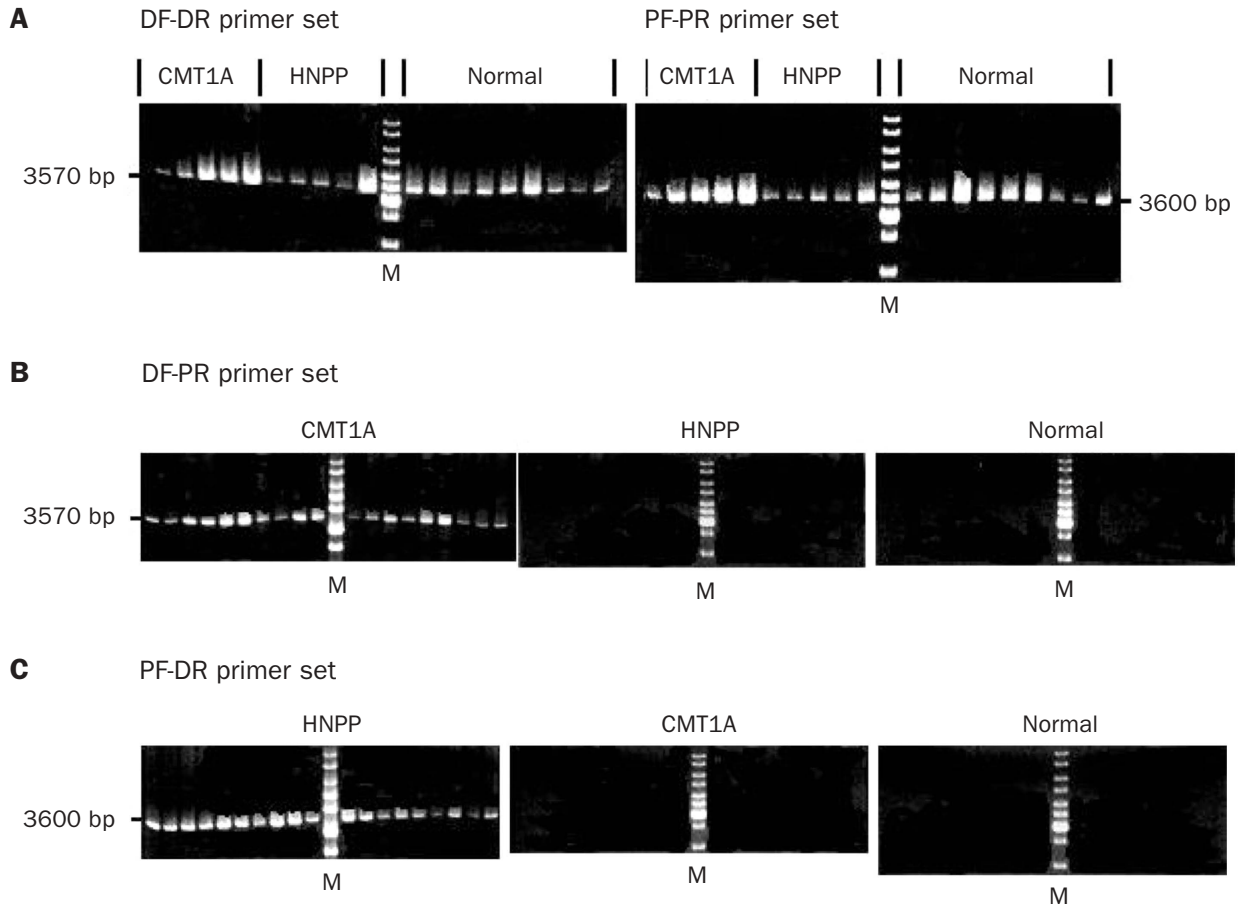 A DF-DR primer set PF-PR primer set
CMT1A HNPP Normal CMT1A HNPP Normal
3570 bp
3600 bp
M
M
B DF-PR primer set
CMT1A HNPP Normal
3570 bp
M M M
C PF-DR primer set
HNPP CMT1A Normal
3600 bp
M M M